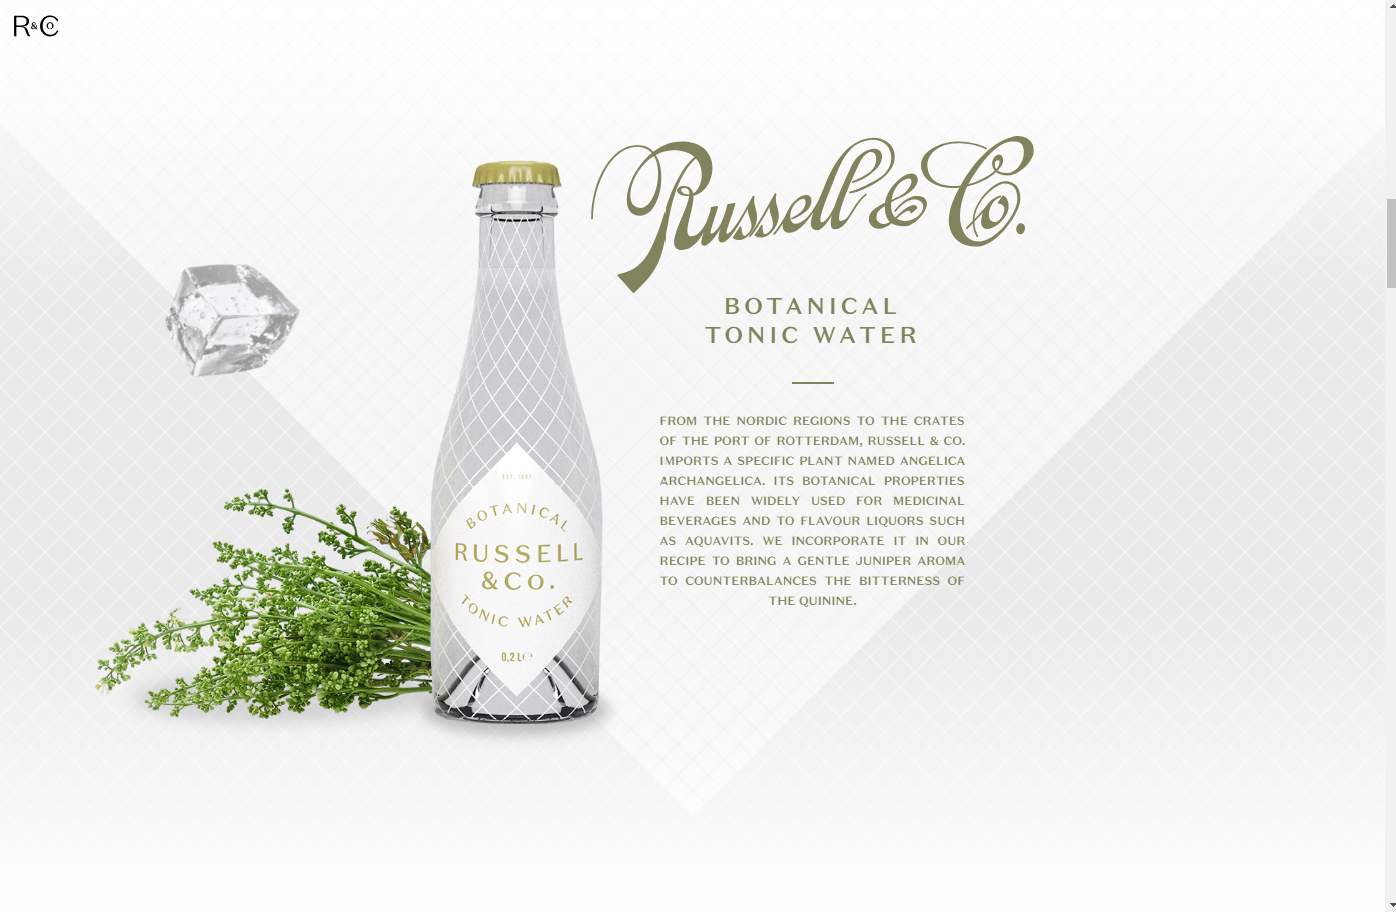 R&Co
Russell & Co.
BOTANICAL
TONIC WATER
FROM THE NORDIC REGIONS TO THE CRATES
OF THE PORT OF ROTTERDAM, RUSSELL & CO.
IMPORTS A SPECIFIC PLANT NAMED ANGELICA
ARCHANGELICA. ITS BOTANICAL PROPERTIES
HAVE BEEN WIDELY USED FOR MEDICINAL
BEVERAGES AND TO FLAVOUR LIQUORS SUCH
AS AQUAVITS. WE INCORPORATE IT IN OUR
RECIPE TO BRING A GENTLE JUNIPER AROMA
TO COUNTERBALANCES THE BITTERNESS OF
THE QUININE.
EST.
BOTANICAL
RUSSELL
&Co.
TONIC WATER
0,2 L℮